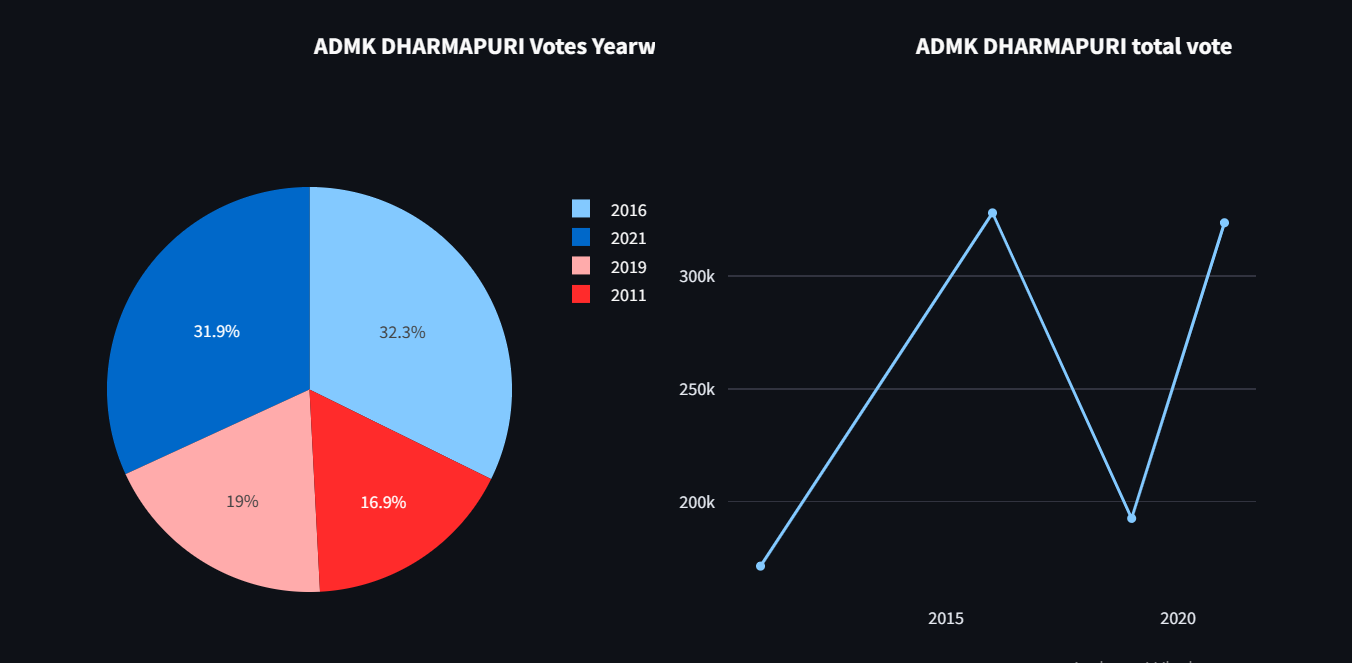 ADMK DHARMAPURI Votes Yearw
ADMK DHARMAPURI total vote
2016
2021
2019
2011
31.9%
32.3%
19%
16.9%
300k
250k
200k
2015
2020